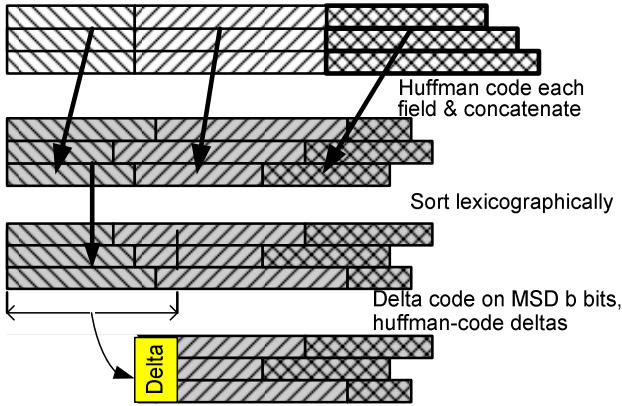 Huffman code each
field & concatenate
Sort lexicographically
Delta code on MSD b bits,
huffman-code deltas
Delta